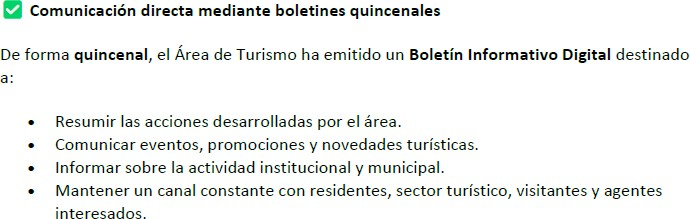 ✅ Comunicación directa mediante boletines quincenales
De forma quincenal, el Área de Turismo ha emitido un Boletín Informativo Digital destinado
a:
• Resumir las acciones desarrolladas por el área.
• Comunicar eventos, promociones y novedades turísticas.
• Informar sobre la actividad institucional y municipal.
• Mantener un canal constante con residentes, sector turístico, visitantes y agentes
interesados.